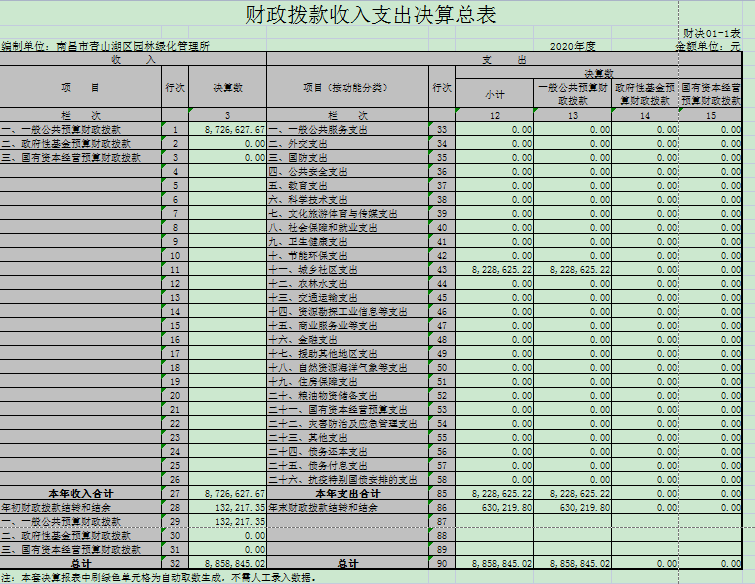 财政拨款收入支出决算总表
财决01-1表
编制单位：南昌市青山湖区园林绿化管理所 2020年度 金额单位：元
收 入 支 出
项 目 行次 决算数 项目（按功能分类） 行次 决算数
小计 一般公共预算财政拨款 政府性基金预算财政拨款 国有资本经营预算财政拨款
栏 次 3 栏 次 12 13 14 15
一、一般公共预算财政拨款 1 8,726,627.67 一、一般公共服务支出 33 0.00 0.00 0.00 0.00
二、政府性基金预算财政拨款 2 0.00 二、外交支出 34 0.00 0.00 0.00 0.00
三、国有资本经营预算财政拨款 3 0.00 三、国防支出 35 0.00 0.00 0.00 0.00
4 四、公共安全支出 36 0.00 0.00 0.00 0.00
5 五、教育支出 37 0.00 0.00 0.00 0.00
6 六、科学技术支出 38 0.00 0.00 0.00 0.00
7 七、文化旅游体育与传媒支出 39 0.00 0.00 0.00 0.00
8 八、社会保障和就业支出 40 0.00 0.00 0.00 0.00
9 九、卫生健康支出 41 0.00 0.00 0.00 0.00
10 十、节能环保支出 42 0.00 0.00 0.00 0.00
11 十一、城乡社区支出 43 8,228,625.22 8,228,625.22 0.00 0.00
12 十二、农林水支出 44 0.00 0.00 0.00 0.00
13 十三、交通运输支出 45 0.00 0.00 0.00 0.00
14 十四、资源勘探工业信息等支出 46 0.00 0.00 0.00 0.00
15 十五、商业服务业等支出 47 0.00 0.00 0.00 0.00
16 十六、金融支出 48 0.00 0.00 0.00 0.00
17 十七、援助其他地区支出 49 0.00 0.00 0.00 0.00
18 十八、自然资源海洋气象等支出 50 0.00 0.00 0.00 0.00
19 十九、住房保障支出 51 0.00 0.00 0.00 0.00
20 二十、粮油物资储备支出 52 0.00 0.00 0.00 0.00
21 二十一、国有资本经营预算支出 53 0.00 0.00 0.00 0.00
22 二十二、灾害防治及应急管理支出 54 0.00 0.00 0.00 0.00
23 二十三、其他支出 55 0.00 0.00 0.00 0.00
24 二十四、债务还本支出 56 0.00 0.00 0.00 0.00
25 二十五、债务付息支出 57 0.00 0.00 0.00 0.00
26 二十六、抗疫特别国债安排的支出 58 0.00 0.00 0.00 0.00
本年收入合计 27 8,726,627.67 本年支出合计 85 8,228,625.22 8,228,625.22 0.00 0.00
年初财政拨款结转和结余 28 132,217.35 年末财政拨款结转和结余 86 630,219.80 630,219.80 0.00 0.00
一、一般公共预算财政拨款 29 132,217.35 87
二、政府性基金预算财政拨款 30 0.00 88
三、国有资本经营预算财政拨款 31 0.00 89
总计 32 8,858,845.02 总计 90 8,858,845.02 8,858,845.02 0.00 0.00
注：本套决算报表中刷绿色单元格为自动取数生成，不需人工录入数据。